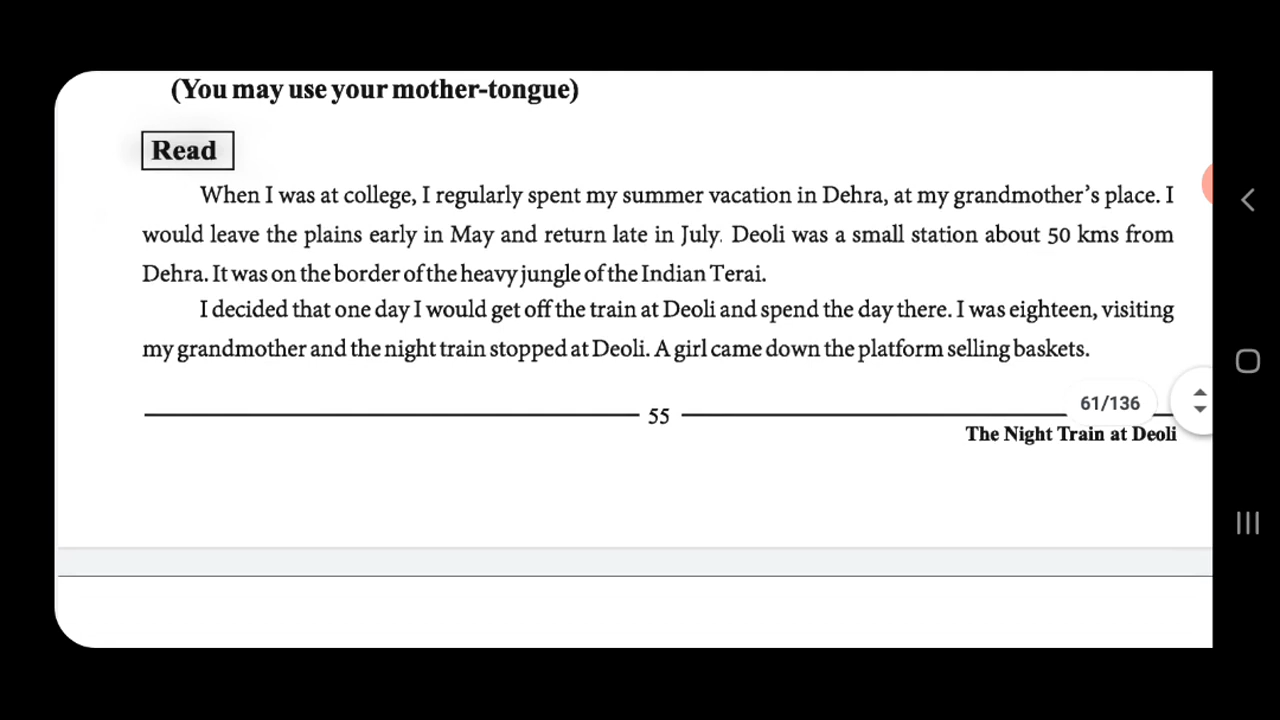 (You may use your mother-tongue)
Read
When I was at college, I regularly spent my summer vacation in Dehra, at my grandmother's place. I
would leave the plains early in May and return late in July. Deoli was a small station about 50 kms from
Dehra. It was on the border of the heavy jungle of the Indian Terai.
I decided that one day I would get off the train at Deoli and spend the day there. I was eighteen, visiting
my grandmother and the night train stopped at Deoli. A girl came down the platform selling baskets.
61/136
55
The Night Train at Deoli